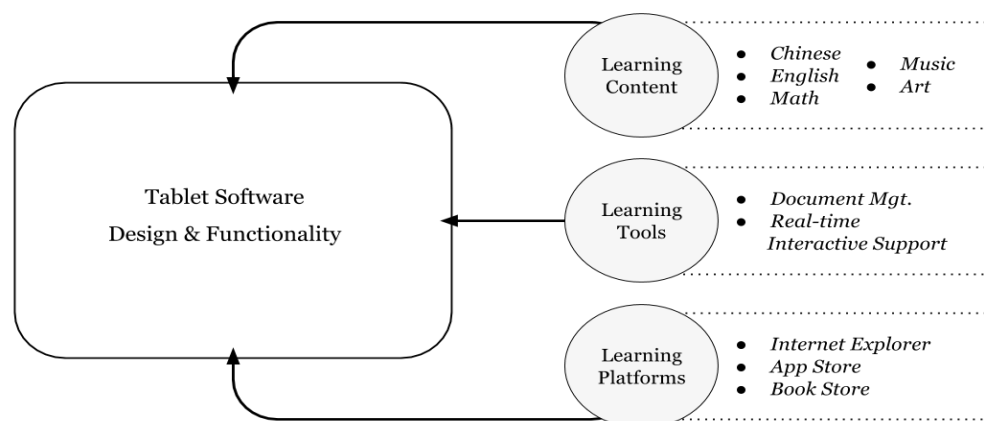 Tablet Software
Design & Functionality
Learning
Content
● Chinese
● English
● Math
● Music
● Art
Learning
Tools
● Document Mgt.
● Real-time
Interactive Support
Learning
Platforms
● Internet Explorer
● App Store
● Book Store